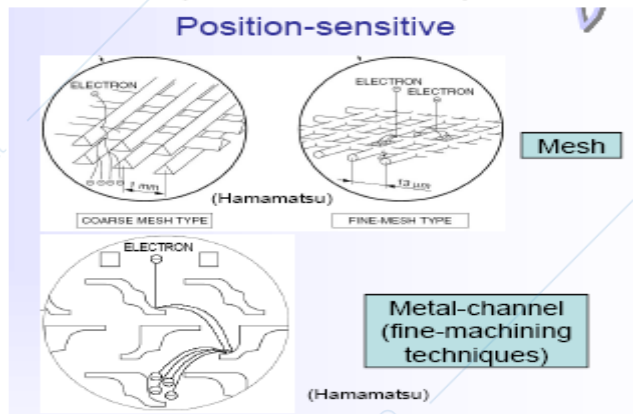 Position-sensitive
ELECTRON
ELECTRON
ELECTRON
Mesh
1 mm
13 µm
(Hamamatsu)
COARSE MESH TYPE
FINE-MESH TYPE
ELECTRON
Metal-channel
(fine-machining
techniques)
(Hamamatsu)